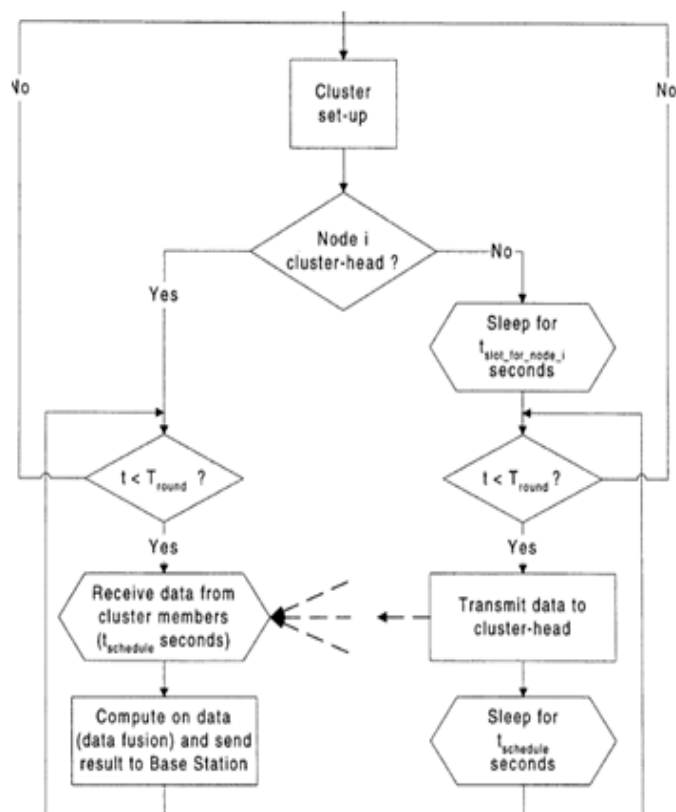 No
No
Cluster
set-up
Node i
cluster-head ?
No
Yes
Sleep for
t_slot_for_node_i
seconds
t < T_round ?
t < T_round ?
Yes
Yes
Receive data from
cluster members
(t_schedule seconds)
Transmit data to
cluster-head
Compute on data
(data fusion) and send
result to Base Station
Sleep for
t_schedule
seconds